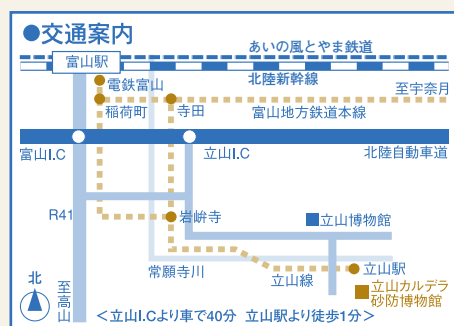 ●交通案内
あいの風とやま鉄道
富山駅
北陸新幹線
電鉄富山
至宇奈月
稲荷町
寺田
富山地方鉄道本線
富山I.C
立山I.C
北陸自動車道
R41
岩峅寺
立山博物館
北
至高山
常願寺川
立山線
立山駅
立山カルデラ
砂防博物館
＜立山I.Cより車で40分 立山駅より徒歩1分＞